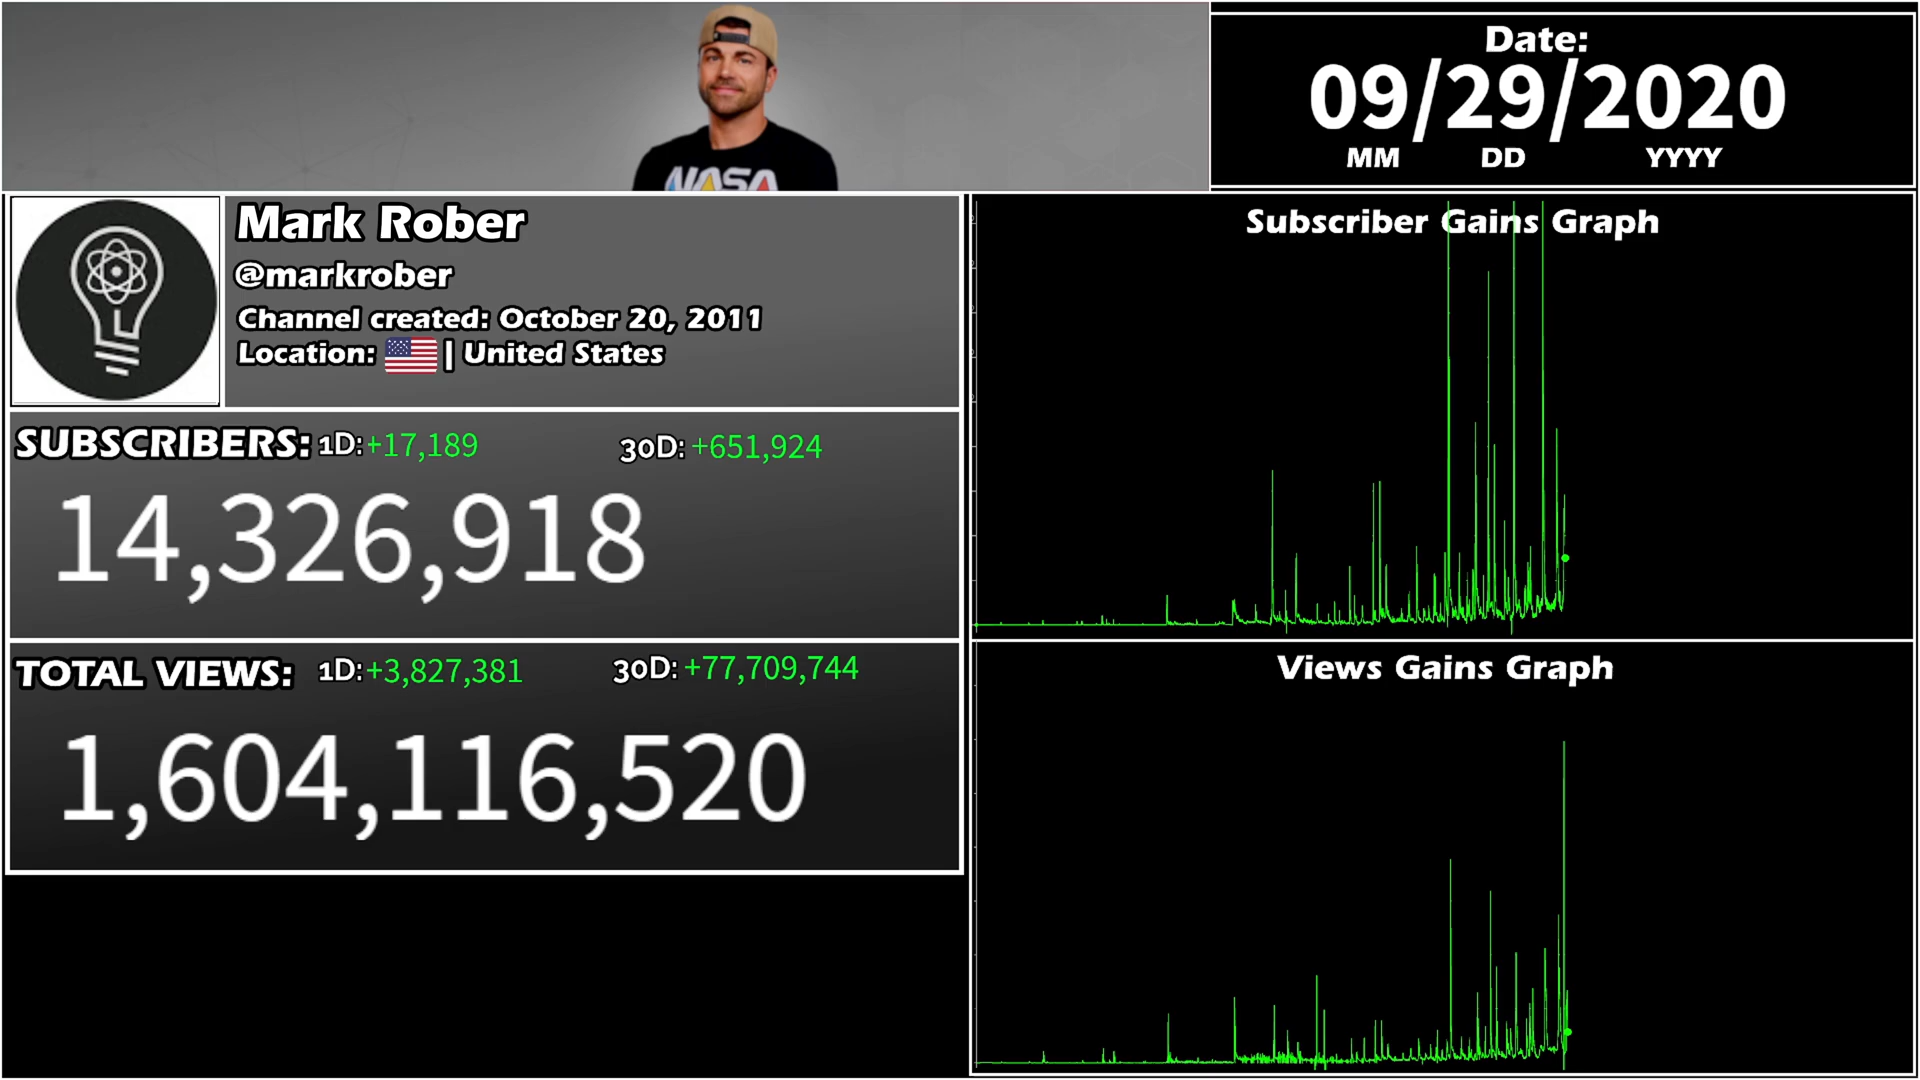 Date:
09/29/2020
MM DD YYYY
NASA
Mark Rober
@markrober
Channel created: October 20, 2011
Location: | United States
SUBSCRIBERS: 1D: +17,189 30D: +651,924
14,326,918
TOTAL VIEWS: 1D: +3,827,381 30D: +77,709,744
1,604,116,520
Subscriber Gains Graph
Views Gains Graph